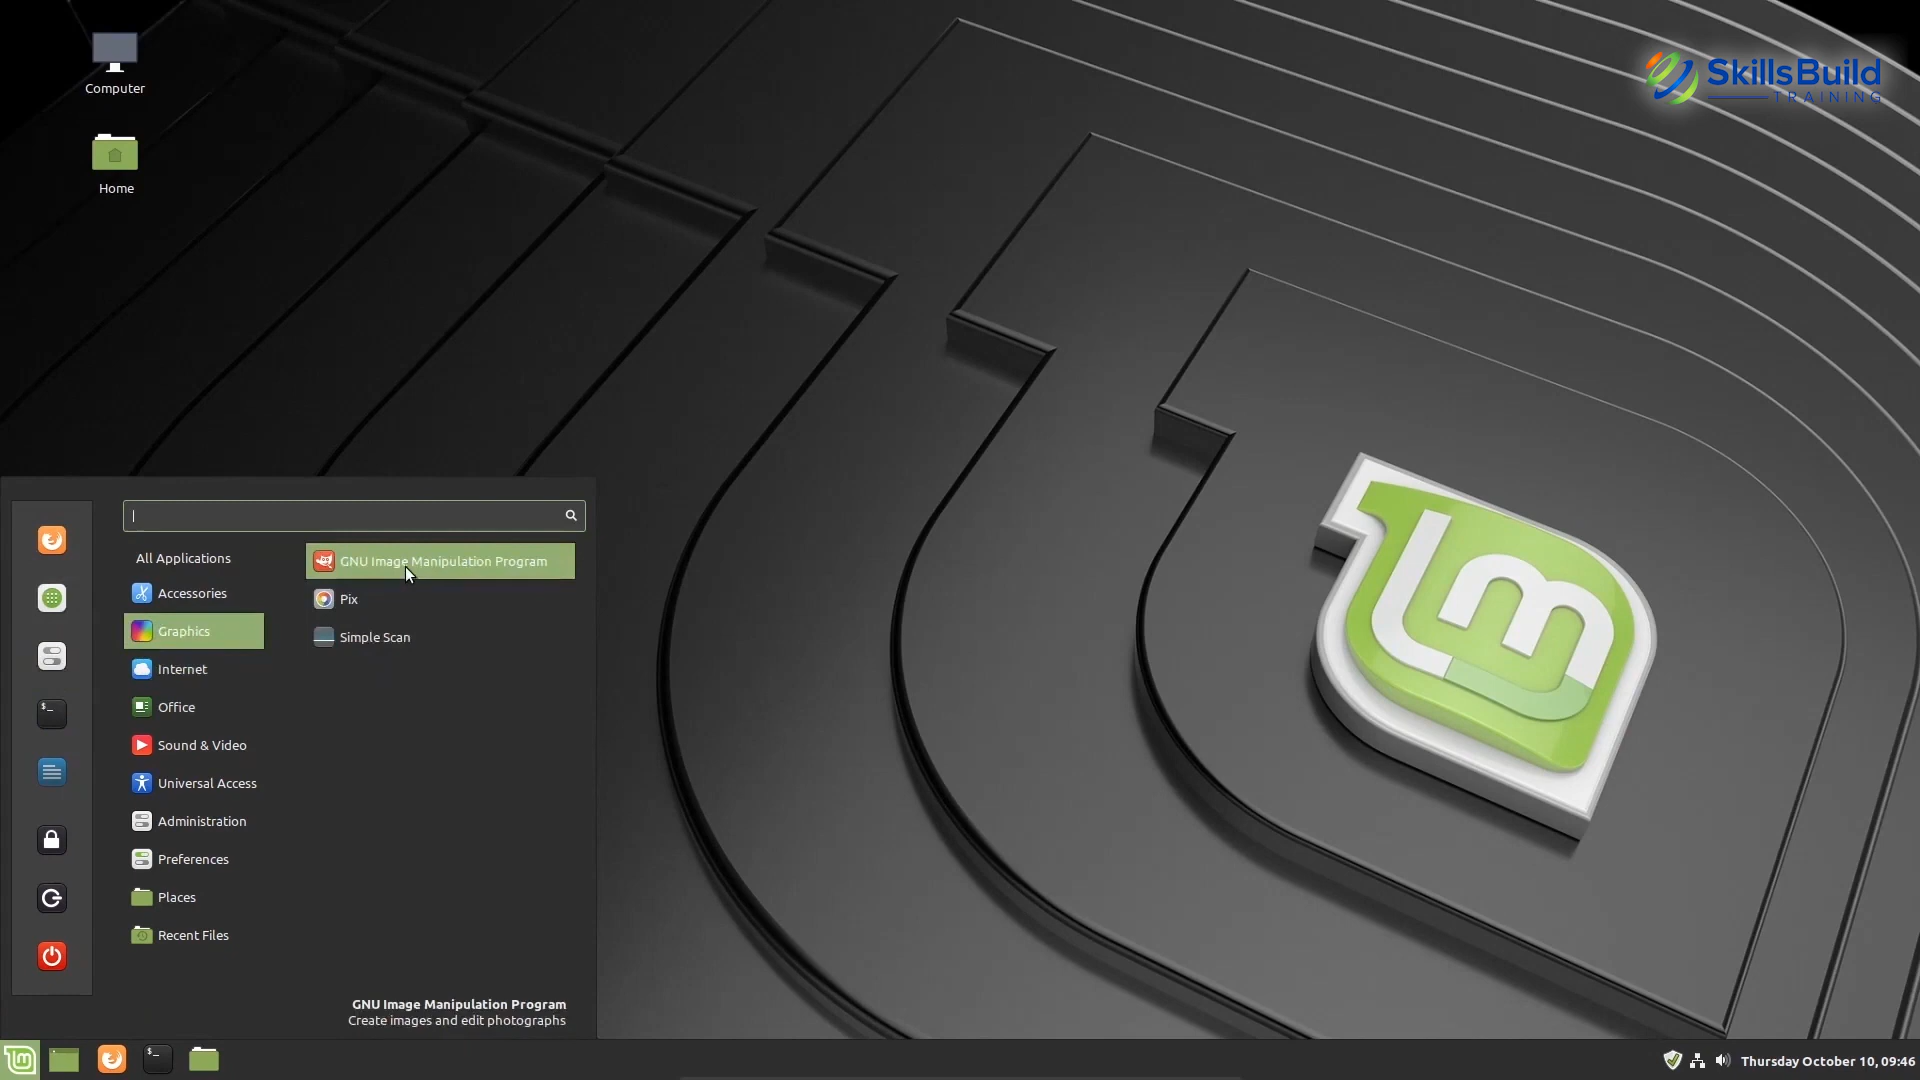 Computer
Home
SkillsBuild
TRAINING
All Applications
Accessories
Graphics
Internet
Office
Sound & Video
Universal Access
Administration
Preferences
Places
Recent Files
GNU Image Manipulation Program
Pix
Simple Scan
GNU Image Manipulation Program
Create images and edit photographs
Thursday October 10, 09:46